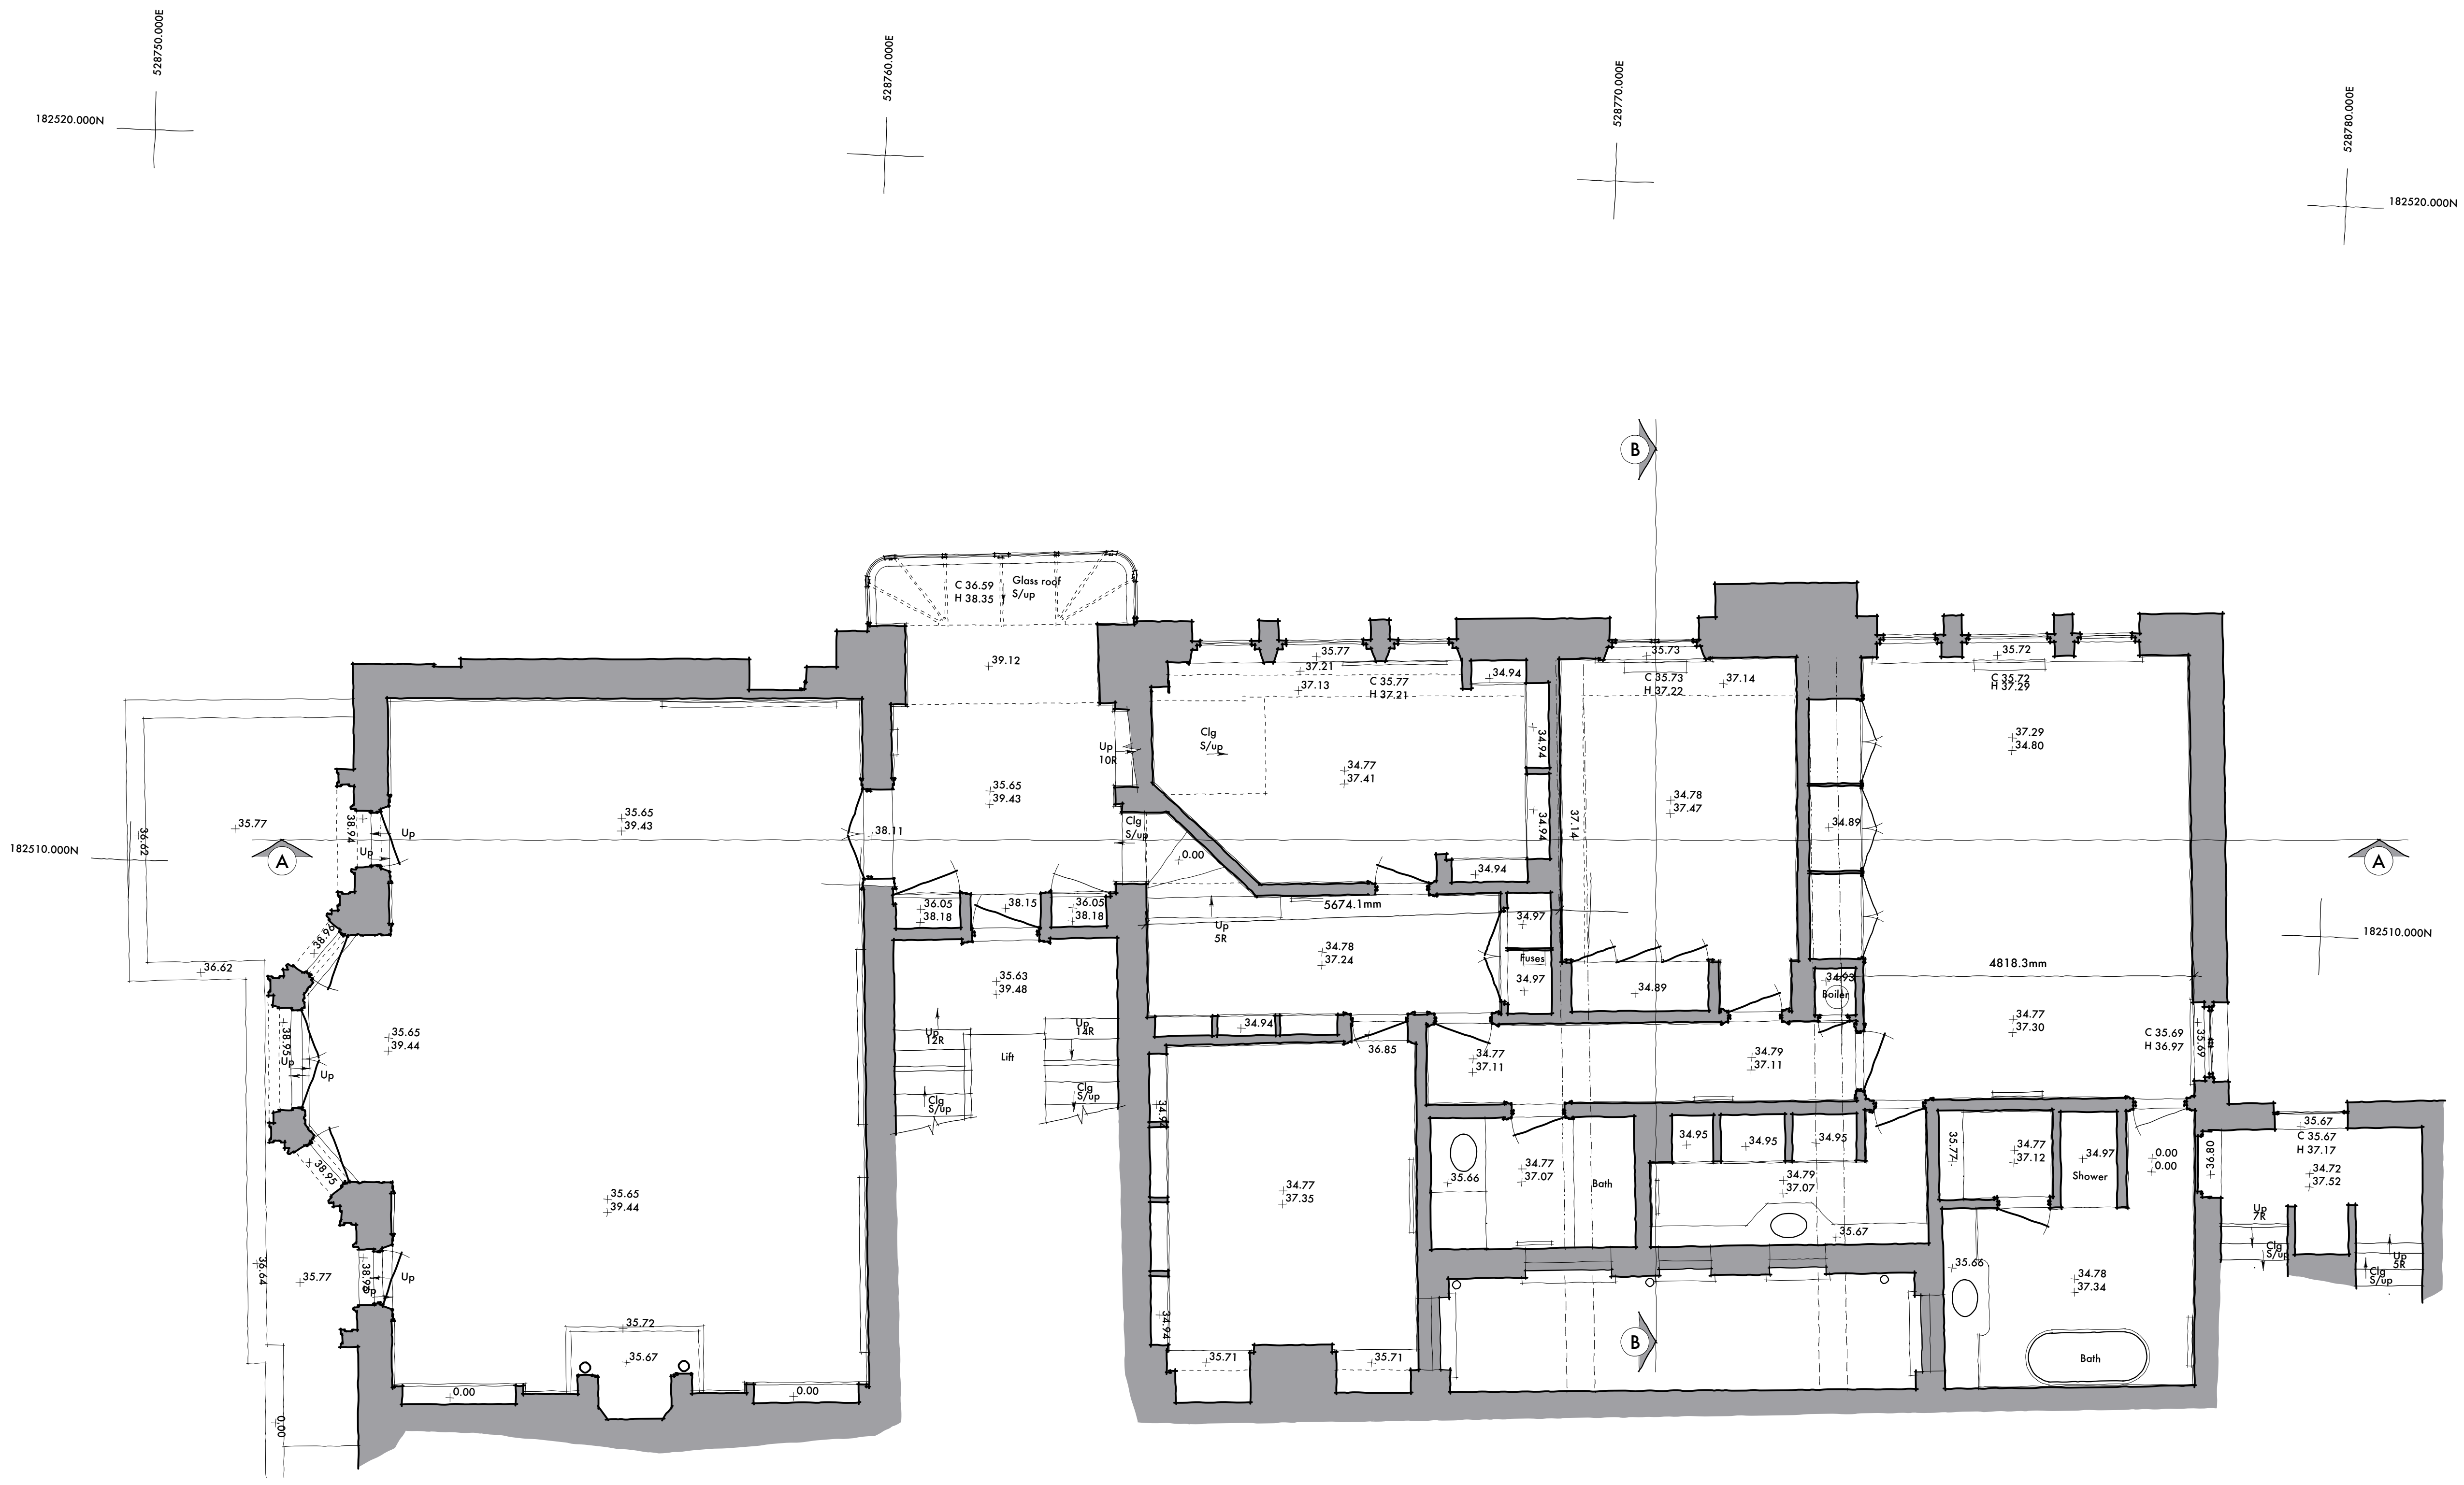 528750.000E
528760.000E
528770.000E
528780.000E
182520.000N
182520.000N
B
C 36.59
H 38.35
Glass roof
S/up
39.12
35.77
37.21
37.13
C 35.77
H 37.21
34.94
35.73
C 35.73
H 37.22
37.14
35.72
C 35.72
H 37.29
37.29
34.80
Clg
S/up
Up
10R
34.94
34.77
37.41
35.65
39.43
34.78
37.47
37.14
35.65
39.43
38.11
Clg
S/up
34.94
34.89
36.62
35.77
38.94
Up
Up
182510.000N
A
A
0.00
34.94
36.05
38.18
38.15
36.05
38.18
5674.1mm
34.97
Up
5R
182510.000N
38.96
36.62
34.78
37.24
Fuses
34.97
4818.3mm
34.93
Boiler
34.89
35.63
39.48
34.94
34.77
37.30
C 35.69
H 36.97
35.69
35.65
39.44
38.95
Up
Up
Up
12R
Lift
Up
14R
36.85
34.77
37.11
34.79
37.11
Clg
S/up
Clg
S/up
34.94
34.95
34.95
34.95
35.77
34.77
37.12
34.97
Shower
0.00
0.00
36.80
35.67
C 35.67
H 37.17
34.72
37.52
38.95
35.66
34.77
37.07
Bath
34.79
37.07
35.65
39.44
34.77
37.35
35.67
Up
7R
Clg
S/up
Up
5R
Clg
S/up
36.64
35.77
Up
Up
35.66
34.78
37.34
34.94
35.72
35.67
35.71
35.71
B
Bath
0.00
0.00
0.00